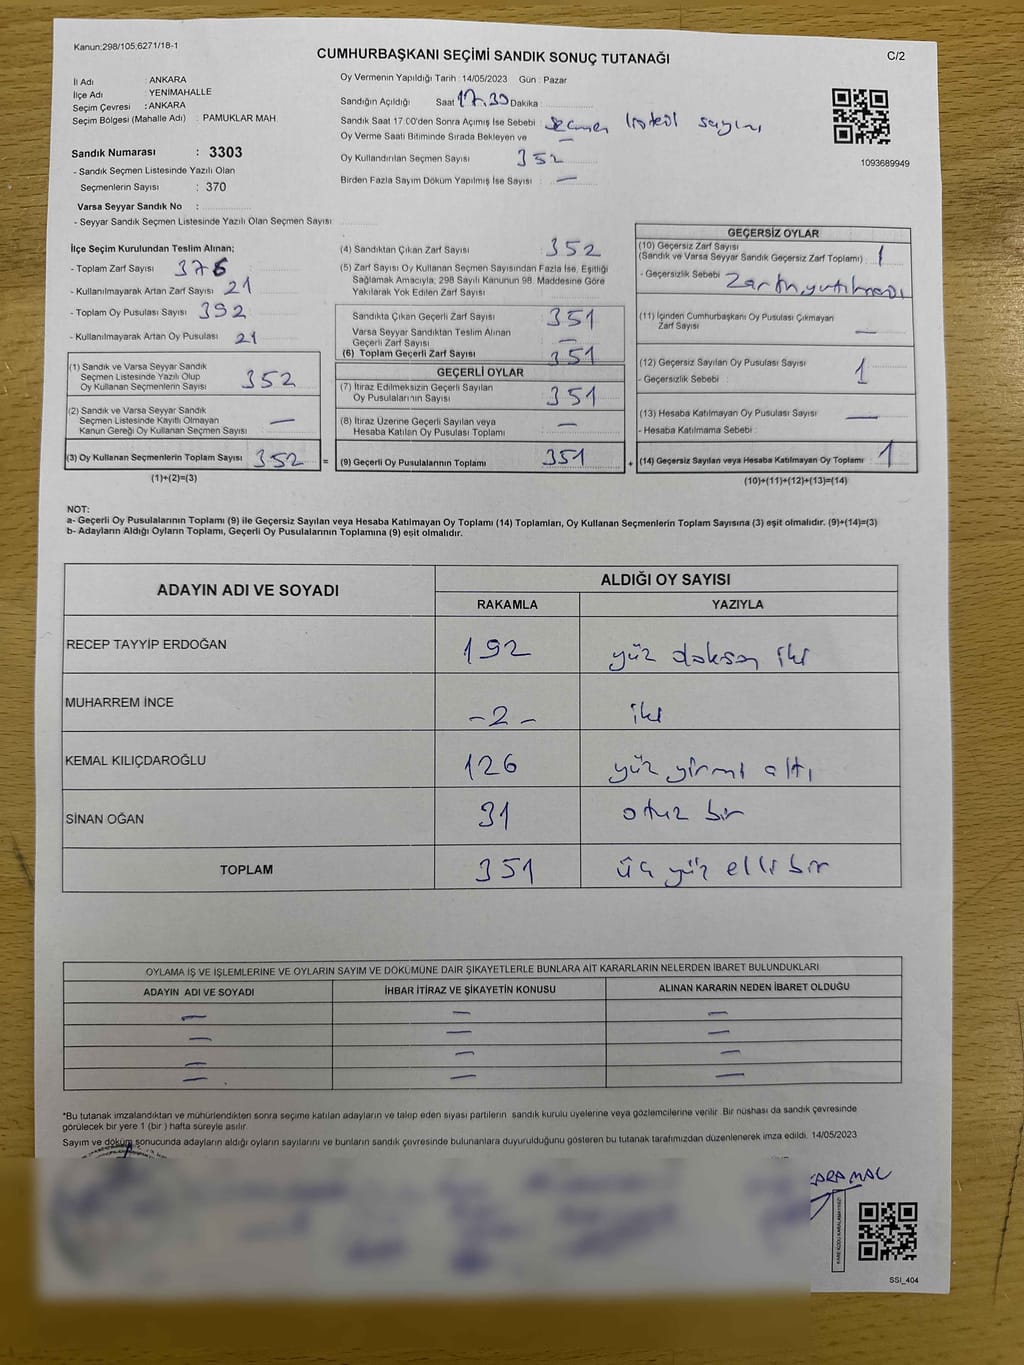 Kanun:298/105;6271/18-1
CUMHURBAŞKANI SEÇİMİ SANDIK SONUÇ TUTANAĞI
C/2
İl Adı : ANKARA
İlçe Adı : YENİMAHALLE
Seçim Çevresi : ANKARA
Seçim Bölgesi (Mahalle Adı) : PAMUKLAR MAH.
Sandık Numarası : 3303
- Sandık Seçmen Listesinde Yazılı Olan
Seçmenlerin Sayısı : 370
Varsa Seyyar Sandık No :
- Seyyar Sandık Seçmen Listesinde Yazılı Olan Seçmen Sayısı
Oy Vermenin Yapıldığı Tarih : 14/05/2023 Gün : Pazar
Sandığın Açıldığı Saat 17.30 Dakika :
Sandık Saat 17:00'den Sonra Açımış İse Sebebi : seçmen sayımı
Oy Verme Saati Bitiminde Sırada Bekleyen ve —
Oy Kullandırılan Seçmen Sayısı 352
Birden Fazla Sayım Döküm Yapılmış İse Sayısı : —
1093689949
İlçe Seçim Kurulundan Teslim Alınan;
- Toplam Zarf Sayısı 376
- Kullanılmayarak Artan Zarf Sayısı 21
- Toplam Oy Pusulası Sayısı 392
- Kullanılmayarak Artan Oy Pusulası 21
(1) Sandık ve Varsa Seyyar Sandık
Seçmen Listesinde Yazılı Olup
Oy Kullanan Seçmenlerin Sayısı 352
(2) Sandık ve Varsa Seyyar Sandık
Seçmen Listesinde Kayıtlı Olmayan
Kanun Gereği Oy Kullanan Seçmen Sayısı —
(3) Oy Kullanan Seçmenlerin Toplam Sayısı 352
(1)+(2)=(3)
=
(4) Sandıktan Çıkan Zarf Sayısı 352
(5) Zarf Sayısı Oy Kullanan Seçmen Sayısından Fazla İse, Eşitliği
Sağlamak Amacıyla; 298 Sayılı Kanunun 98. Maddesine Göre
Yakılarak Yok Edilen Zarf Sayısı
Sandıkta Çıkan Geçerli Zarf Sayısı 351
Varsa Seyyar Sandıktan Teslim Alınan
Geçerli Zarf Sayısı —
(6) Toplam Geçerli Zarf Sayısı 351
GEÇERLİ OYLAR
(7) İtiraz Edilmeksizin Geçerli Sayılan
Oy Pusulalarının Sayısı 351
(8) İtiraz Üzerine Geçerli Sayılan veya
Hesaba Katılan Oy Pusulası Toplamı —
(9) Geçerli Oy Pusulalarının Toplamı 351
+
GEÇERSİZ OYLAR
(10) Geçersiz Zarf Sayısı
(Sandık ve Varsa Seyyar Sandık Geçersiz Zarf Toplamı) : 1
- Geçersizlik Sebebi : Zarf
(11) İçinden Cumhurbaşkanı Oy Pusulası Çıkmayan
Zarf Sayısı —
(12) Geçersiz Sayılan Oy Pusulası Sayısı 1
- Geçersizlik Sebebi :
(13) Hesaba Katılmayan Oy Pusulası Sayısı —
- Hesaba Katılmama Sebebi :
(14) Geçersiz Sayılan veya Hesaba Katılmayan Oy Toplamı 1
(10)+(11)+(12)+(13)=(14)
NOT:
a- Geçerli Oy Pusulalarının Toplamı (9) ile Geçersiz Sayılan veya Hesaba Katılmayan Oy Toplamı (14) Toplamları, Oy Kullanan Seçmenlerin Toplam Sayısına (3) eşit olmalıdır. (9)+(14)=(3)
b- Adayların Aldığı Oyların Toplamı, Geçerli Oy Pusulalarının Toplamına (9) eşit olmalıdır.
ADAYIN ADI VE SOYADI ALDIĞI OY SAYISI
RAKAMLA YAZIYLA
RECEP TAYYİP ERDOĞAN 192 yüz doksan iki
MUHARREM İNCE -2- iki
KEMAL KILIÇDAROĞLU 126 yüz yirmi altı
SİNAN OĞAN 31 otuz bir
TOPLAM 351 üç yüz elli bir
OYLAMA İŞ VE İŞLEMLERİNE VE OYLARIN SAYIM VE DÖKÜMÜNE DAİR ŞİKAYETLERLE BUNLARA AİT KARARLARIN NELERDEN İBARET BULUNDUKLARI
ADAYIN ADI VE SOYADI İHBAR İTİRAZ VE ŞİKAYETİN KONUSU ALINAN KARARIN NEDEN İBARET OLDUĞU
— — —
— — —
— — —
— — —
*Bu tutanak imzalandıktan ve mühürlendikten sonra seçime katılan adayların ve talep eden siyasi partilerin sandık kurulu üyelerine veya gözlemcilerine verilir. Bir nüshası da sandık çevresinde
görülecek bir yere 1 (bir) hafta süreyle asılır.
Sayım ve döküm sonucunda adayların aldığı oyların sayılarını ve bunların sandık çevresinde bulunanlara duyurulduğunu gösteren bu tutanak tarafımızdan düzenlenerek imza edildi. 14/05/2023
KARAMAL
SSI_404